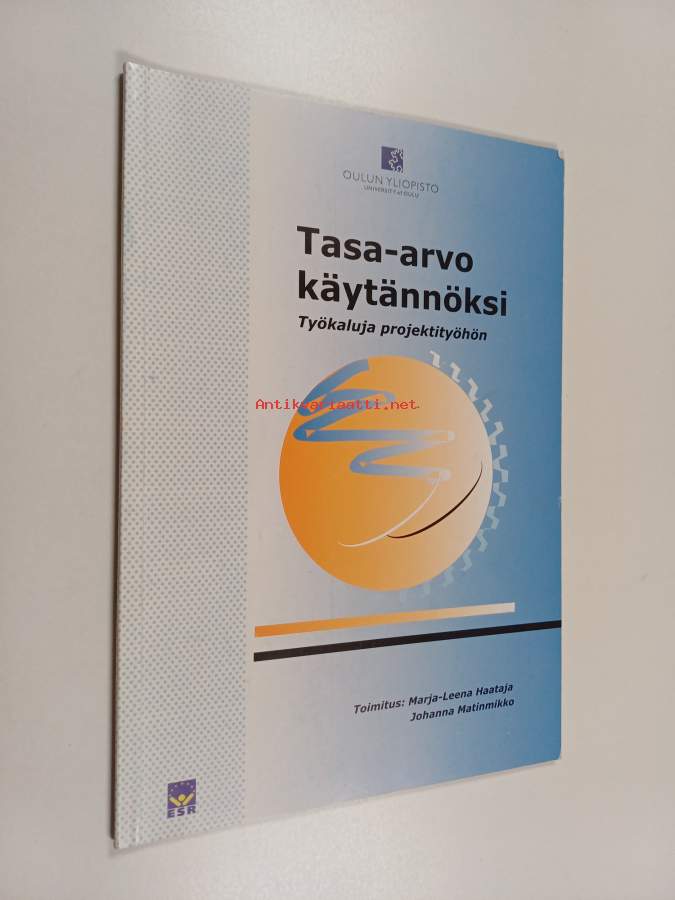 OULUN YLIOPISTO
UNIVERSITY of OULU
Tasa-arvo
käytännöksi
Työkaluja projektityöhön
Antikvariaatti.net
Toimitus: Marja-Leena Haataja
Johanna Matinmikko
ESR